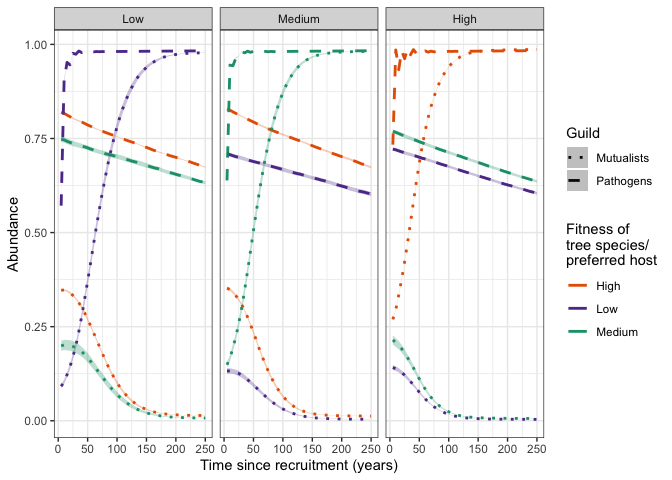 Low Medium High
1.00
0.75
0.50
0.25
0.00
Abundance
0 50 100 150 200 250 0 50 100 150 200 250 0 50 100 150 200 250
Time since recruitment (years)
Guild
Mutualists
Pathogens
Fitness of
tree species/
preferred host
High
Low
Medium